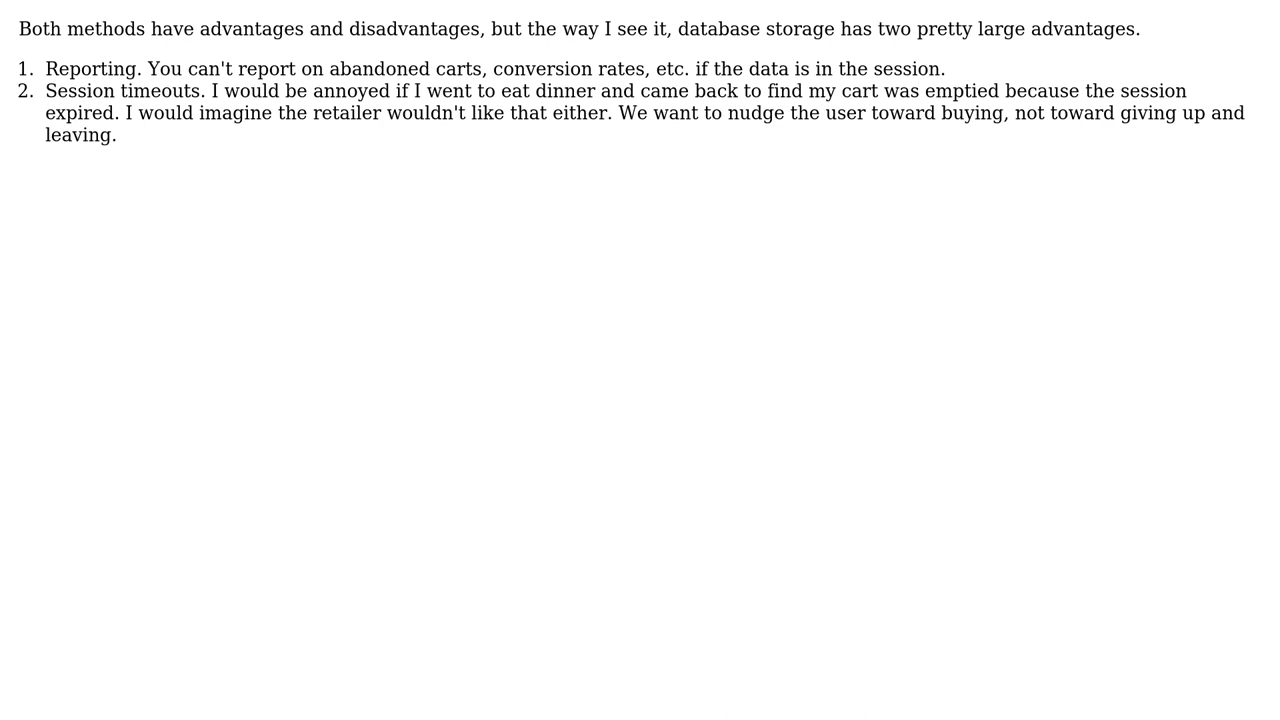 Both methods have advantages and disadvantages, but the way I see it, database storage has two pretty large advantages.
1. Reporting. You can't report on abandoned carts, conversion rates, etc. if the data is in the session.
2. Session timeouts. I would be annoyed if I went to eat dinner and came back to find my cart was emptied because the session
expired. I would imagine the retailer wouldn't like that either. We want to nudge the user toward buying, not toward giving up and
leaving.